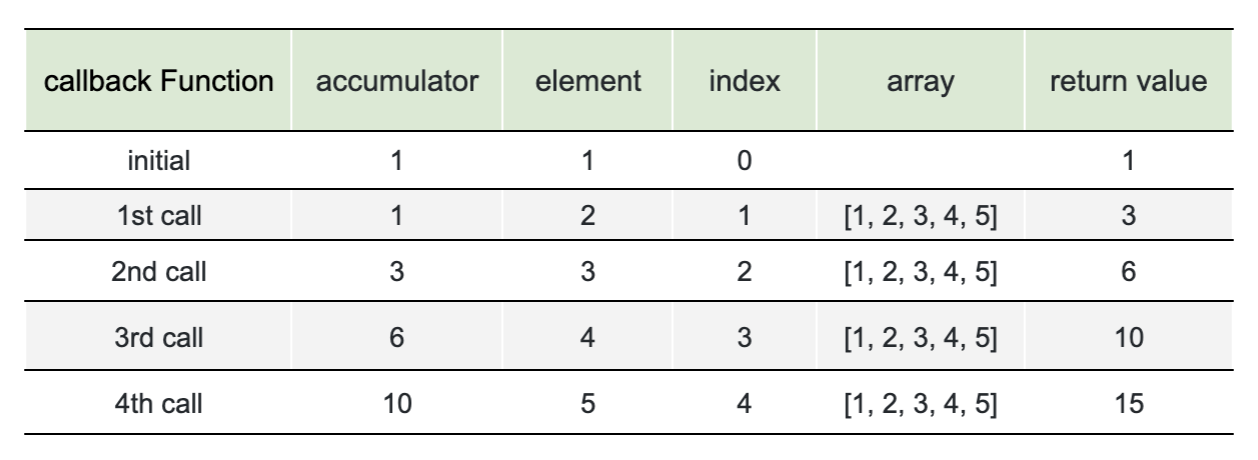 callback Function accumulator element index array return value
initial 1 1 0 1
1st call 1 2 1 [1, 2, 3, 4, 5] 3
2nd call 3 3 2 [1, 2, 3, 4, 5] 6
3rd call 6 4 3 [1, 2, 3, 4, 5] 10
4th call 10 5 4 [1, 2, 3, 4, 5] 15